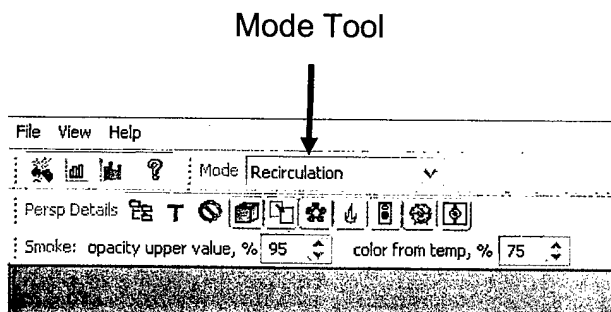 Mode Tool
File View Help
? Mode Recirculation
Persp Details T
Smoke: opacity upper value, % 95 color from temp, % 75